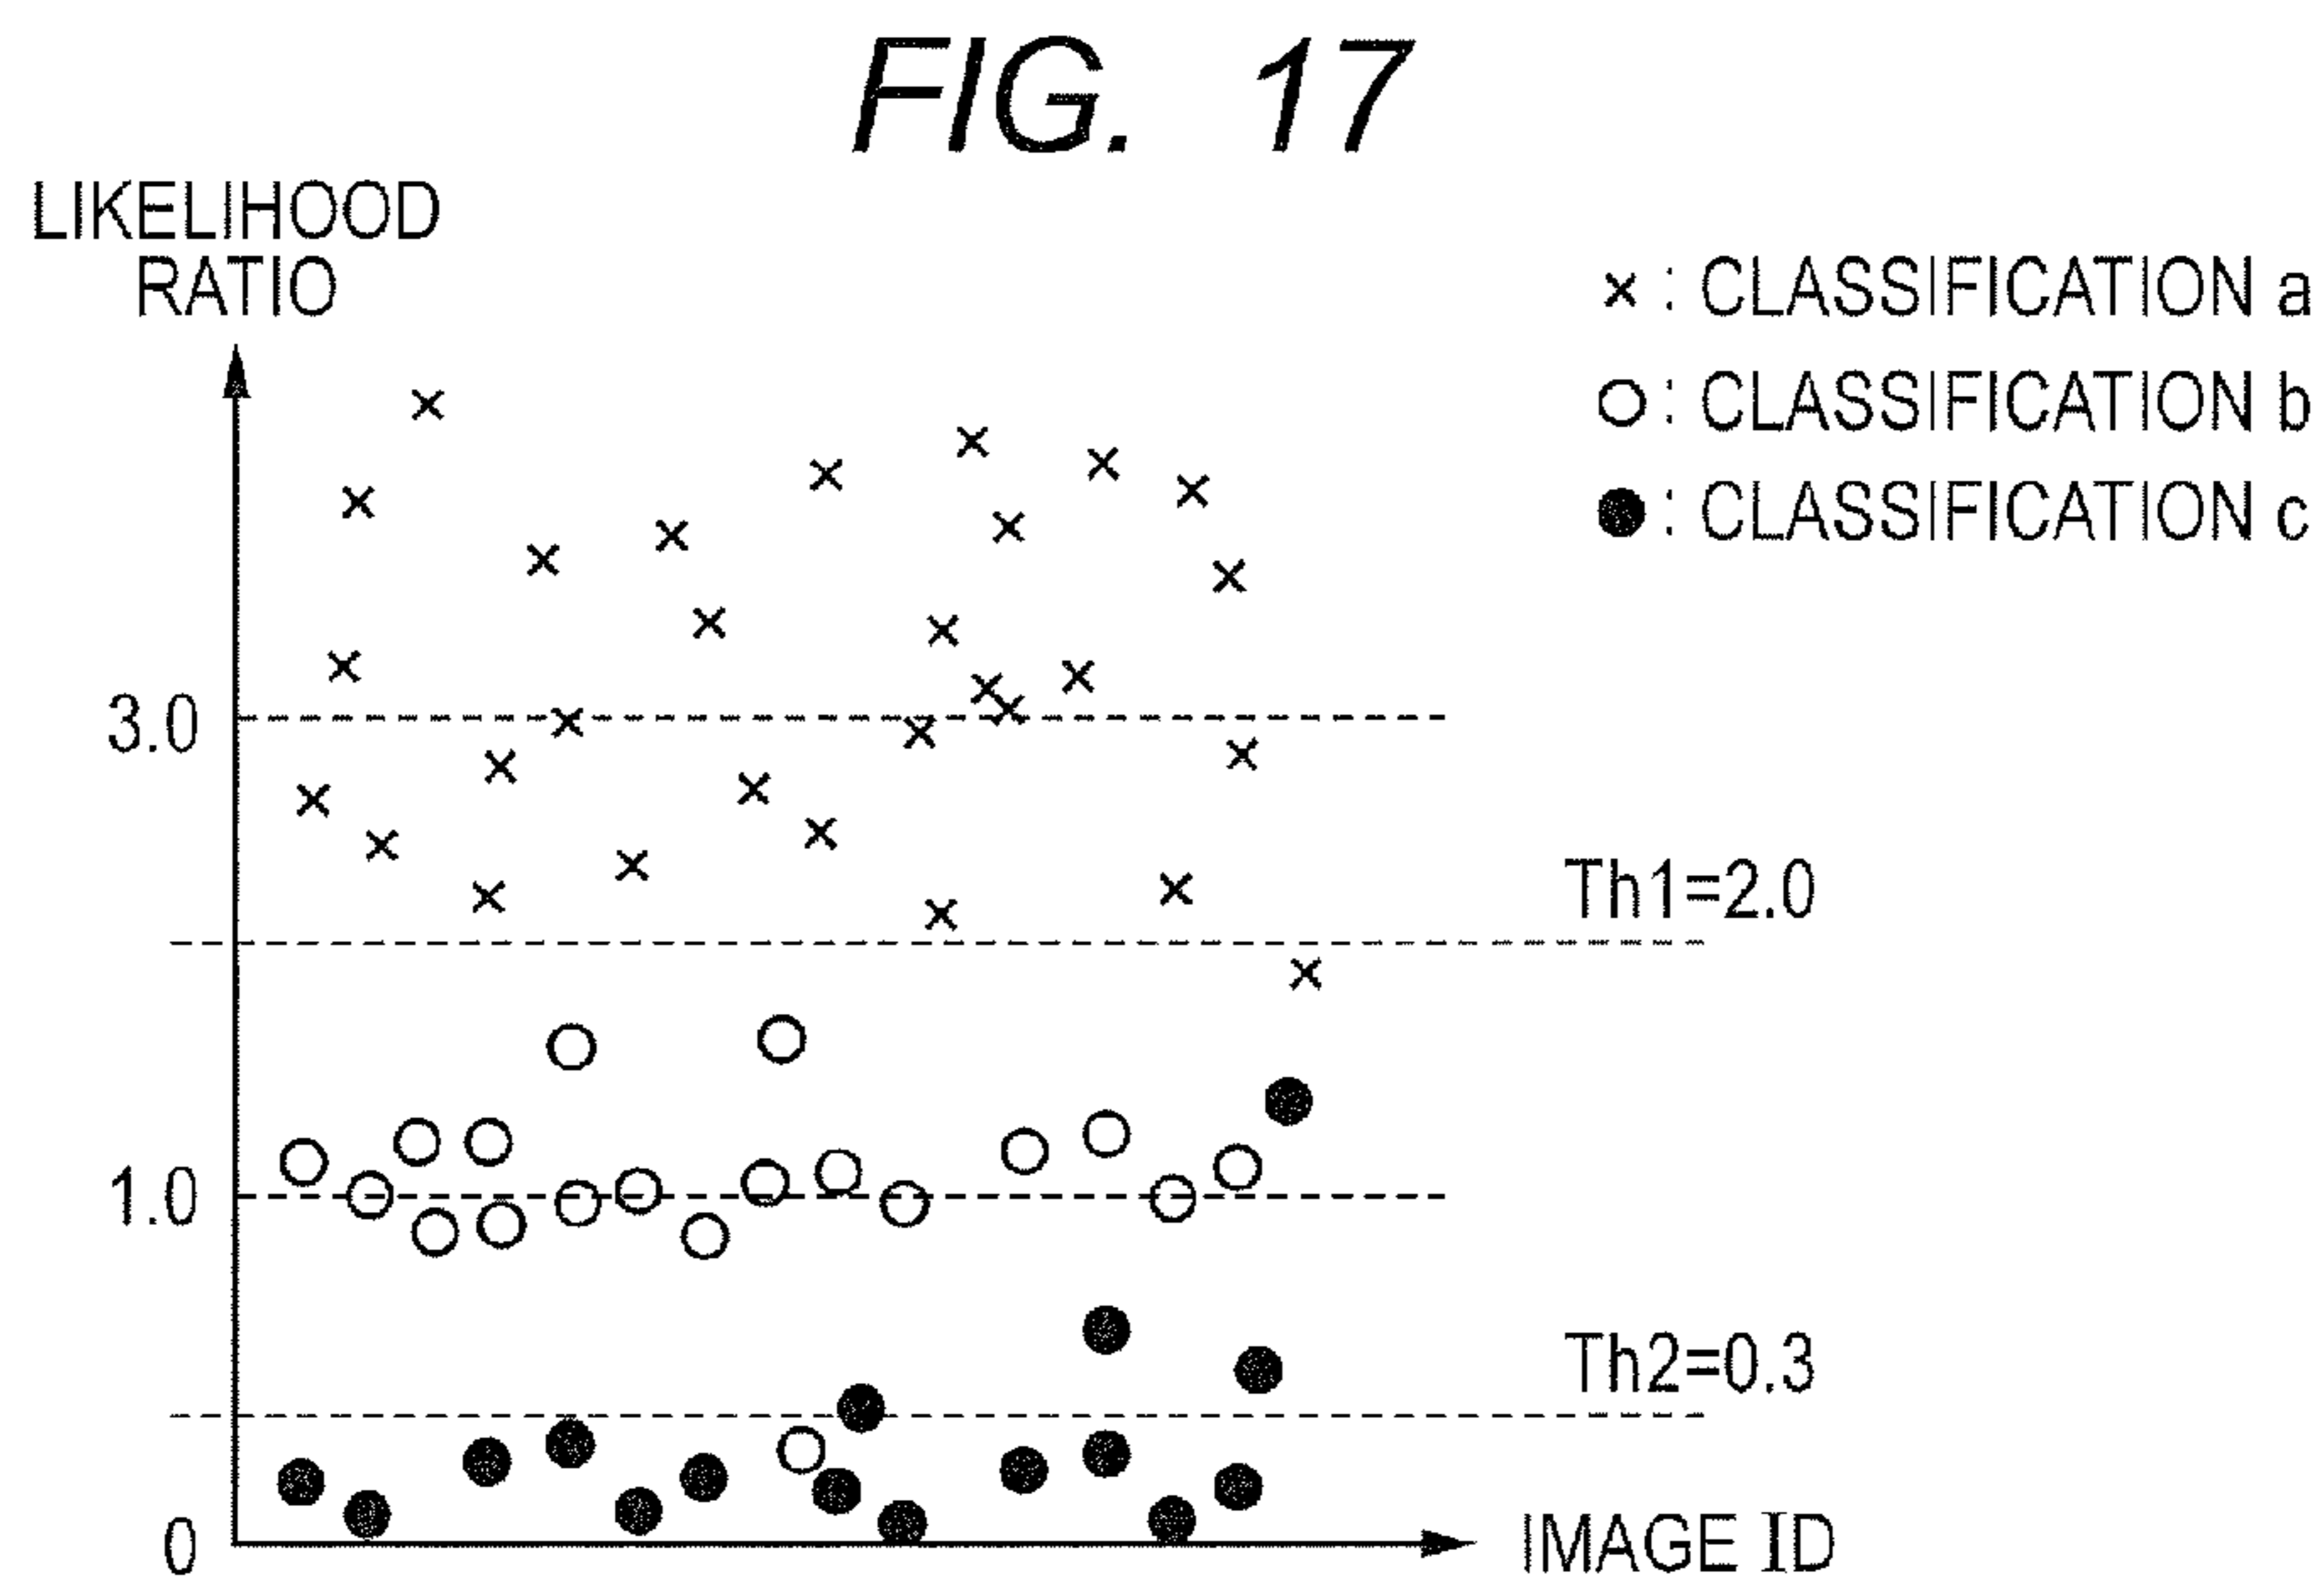 FIG. 17
LIKELIHOOD
RATIO
× : CLASSIFICATION a
○ : CLASSIFICATION b
● : CLASSIFICATION c
3.0
Th1=2.0
1.0
Th2=0.3
0
IMAGE ID